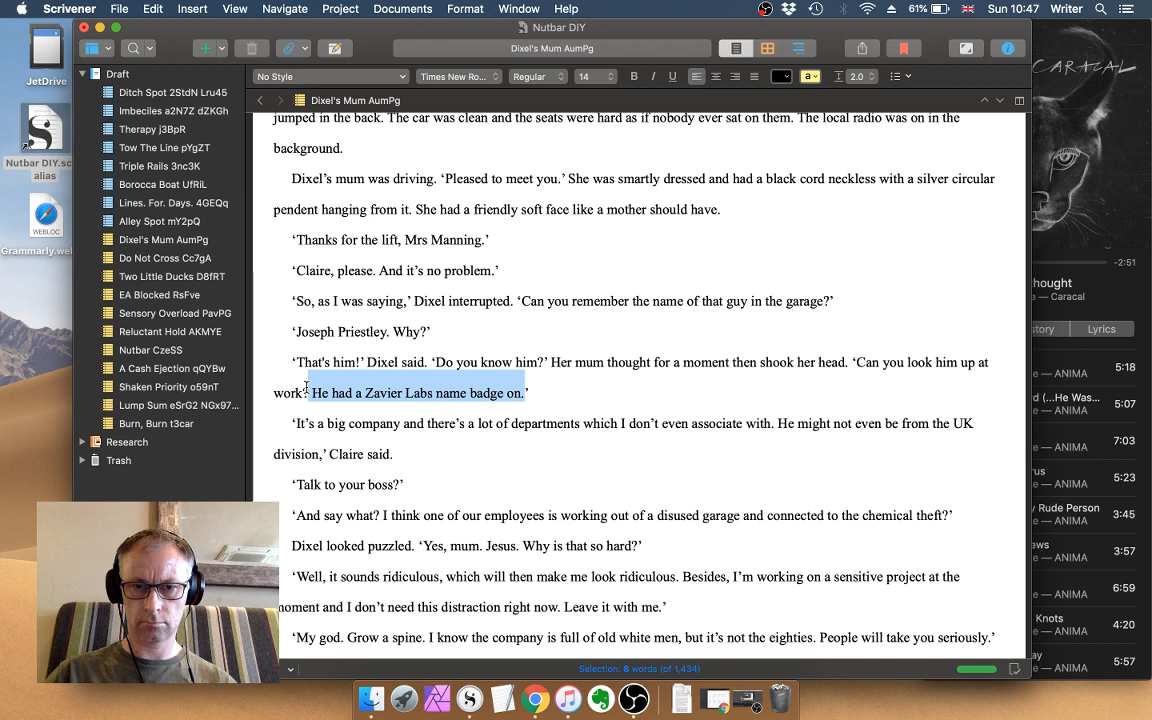 Scrivener File Edit Insert View Navigate Project Documents Format Window Help 61% Sun 10:47 Writer
Nutbar DIY
Dixel's Mum AumPg
No Style Times New Ro... Regular 14 B I U a 2.0
Dixel's Mum AumPg
JetDrive
Nutbar DIY.sc
alias
WEBLOC
Grammarly.we
Draft
Ditch Spot 2StdN Lru45
Imbeciles a2N7Z dZKGh
Therapy j3BpR
Tow The Line pYgZT
Triple Rails 3nc3K
Borocca Boat UfRiL
Lines. For. Days. 4GEQq
Alley Spot mY2pQ
Dixel's Mum AumPg
Do Not Cross Cc7gA
Two Little Ducks D8fRT
EA Blocked RsFve
Sensory Overload PavPG
Reluctant Hold AKMYE
Nutbar CzeSS
A Cash Ejection qQYBw
Shaken Priority o59nT
Lump Sum eSrG2 NGx97...
Burn, Burn t3car
Research
Trash
jumped in the back. The car was clean and the seats were hard as if nobody ever sat on them. The local radio was on in the
background.
Dixel’s mum was driving. ‘Pleased to meet you.’ She was smartly dressed and had a black cord neckless with a silver circular
pendent hanging from it. She had a friendly soft face like a mother should have.
‘Thanks for the lift, Mrs Manning.’
‘Claire, please. And it’s no problem.’
‘So, as I was saying,’ Dixel interrupted. ‘Can you remember the name of that guy in the garage?’
‘Joseph Priestley. Why?’
‘That's him!’ Dixel said. ‘Do you know him?’ Her mum thought for a moment then shook her head. ‘Can you look him up at
work? He had a Zavier Labs name badge on.’
‘It’s a big company and there’s a lot of departments which I don’t even associate with. He might not even be from the UK
division,’ Claire said.
‘Talk to your boss?’
‘And say what? I think one of our employees is working out of a disused garage and connected to the chemical theft?’
Dixel looked puzzled. ‘Yes, mum. Jesus. Why is that so hard?’
‘Well, it sounds ridiculous, which will then make me look ridiculous. Besides, I’m working on a sensitive project at the
moment and I don’t need this distraction right now. Leave it with me.’
‘My god. Grow a spine. I know the company is full of old white men, but it’s not the eighties. People will take you seriously.’
Selection: 8 words (of 1,434)
CARACAL
-2:51
hought
— Caracal
story Lyrics
5:18
e — ANIMA
rd (...He Was... 5:07
e — ANIMA
7:03
e — ANIMA
rus 5:23
e — ANIMA
y Rude Person 3:45
e — ANIMA
ews 3:57
e — ANIMA
6:59
e — ANIMA
Knots 4:20
e — ANIMA
ay 5:57
e — ANIMA